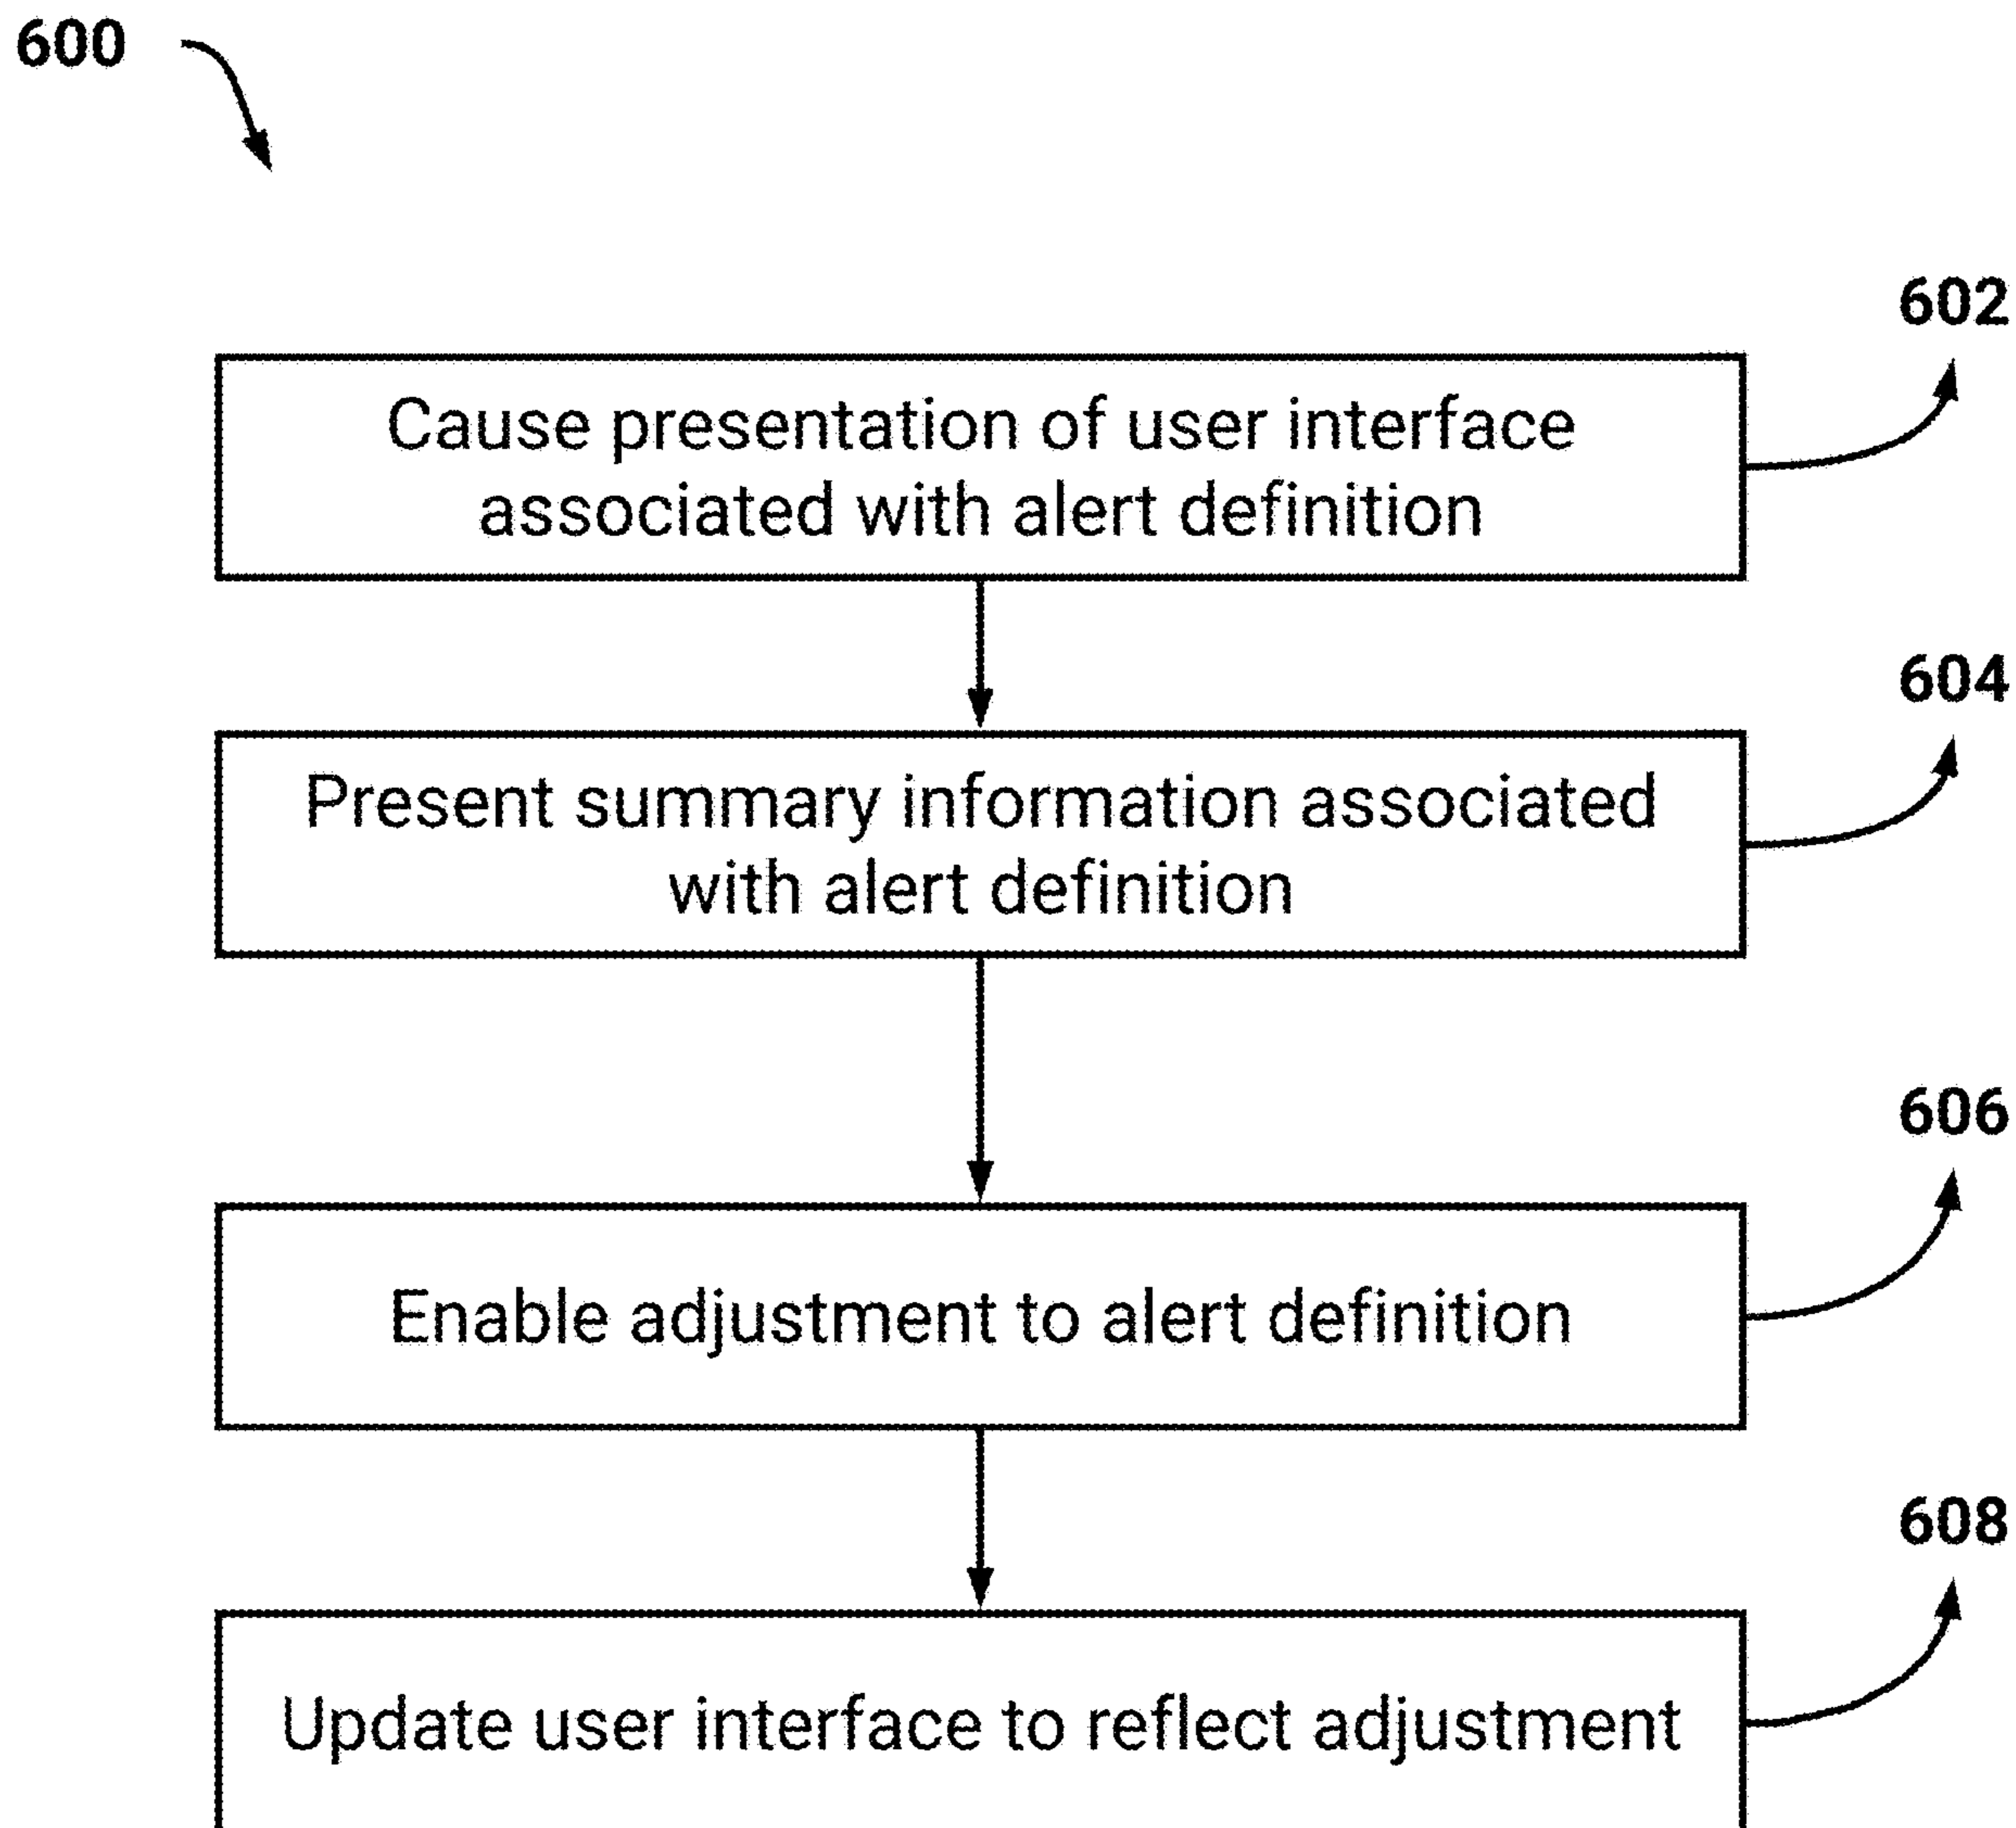 600
602
Cause presentation of user interface
associated with alert definition
604
Present summary information associated
with alert definition
606
Enable adjustment to alert definition
608
Update user interface to reflect adjustment